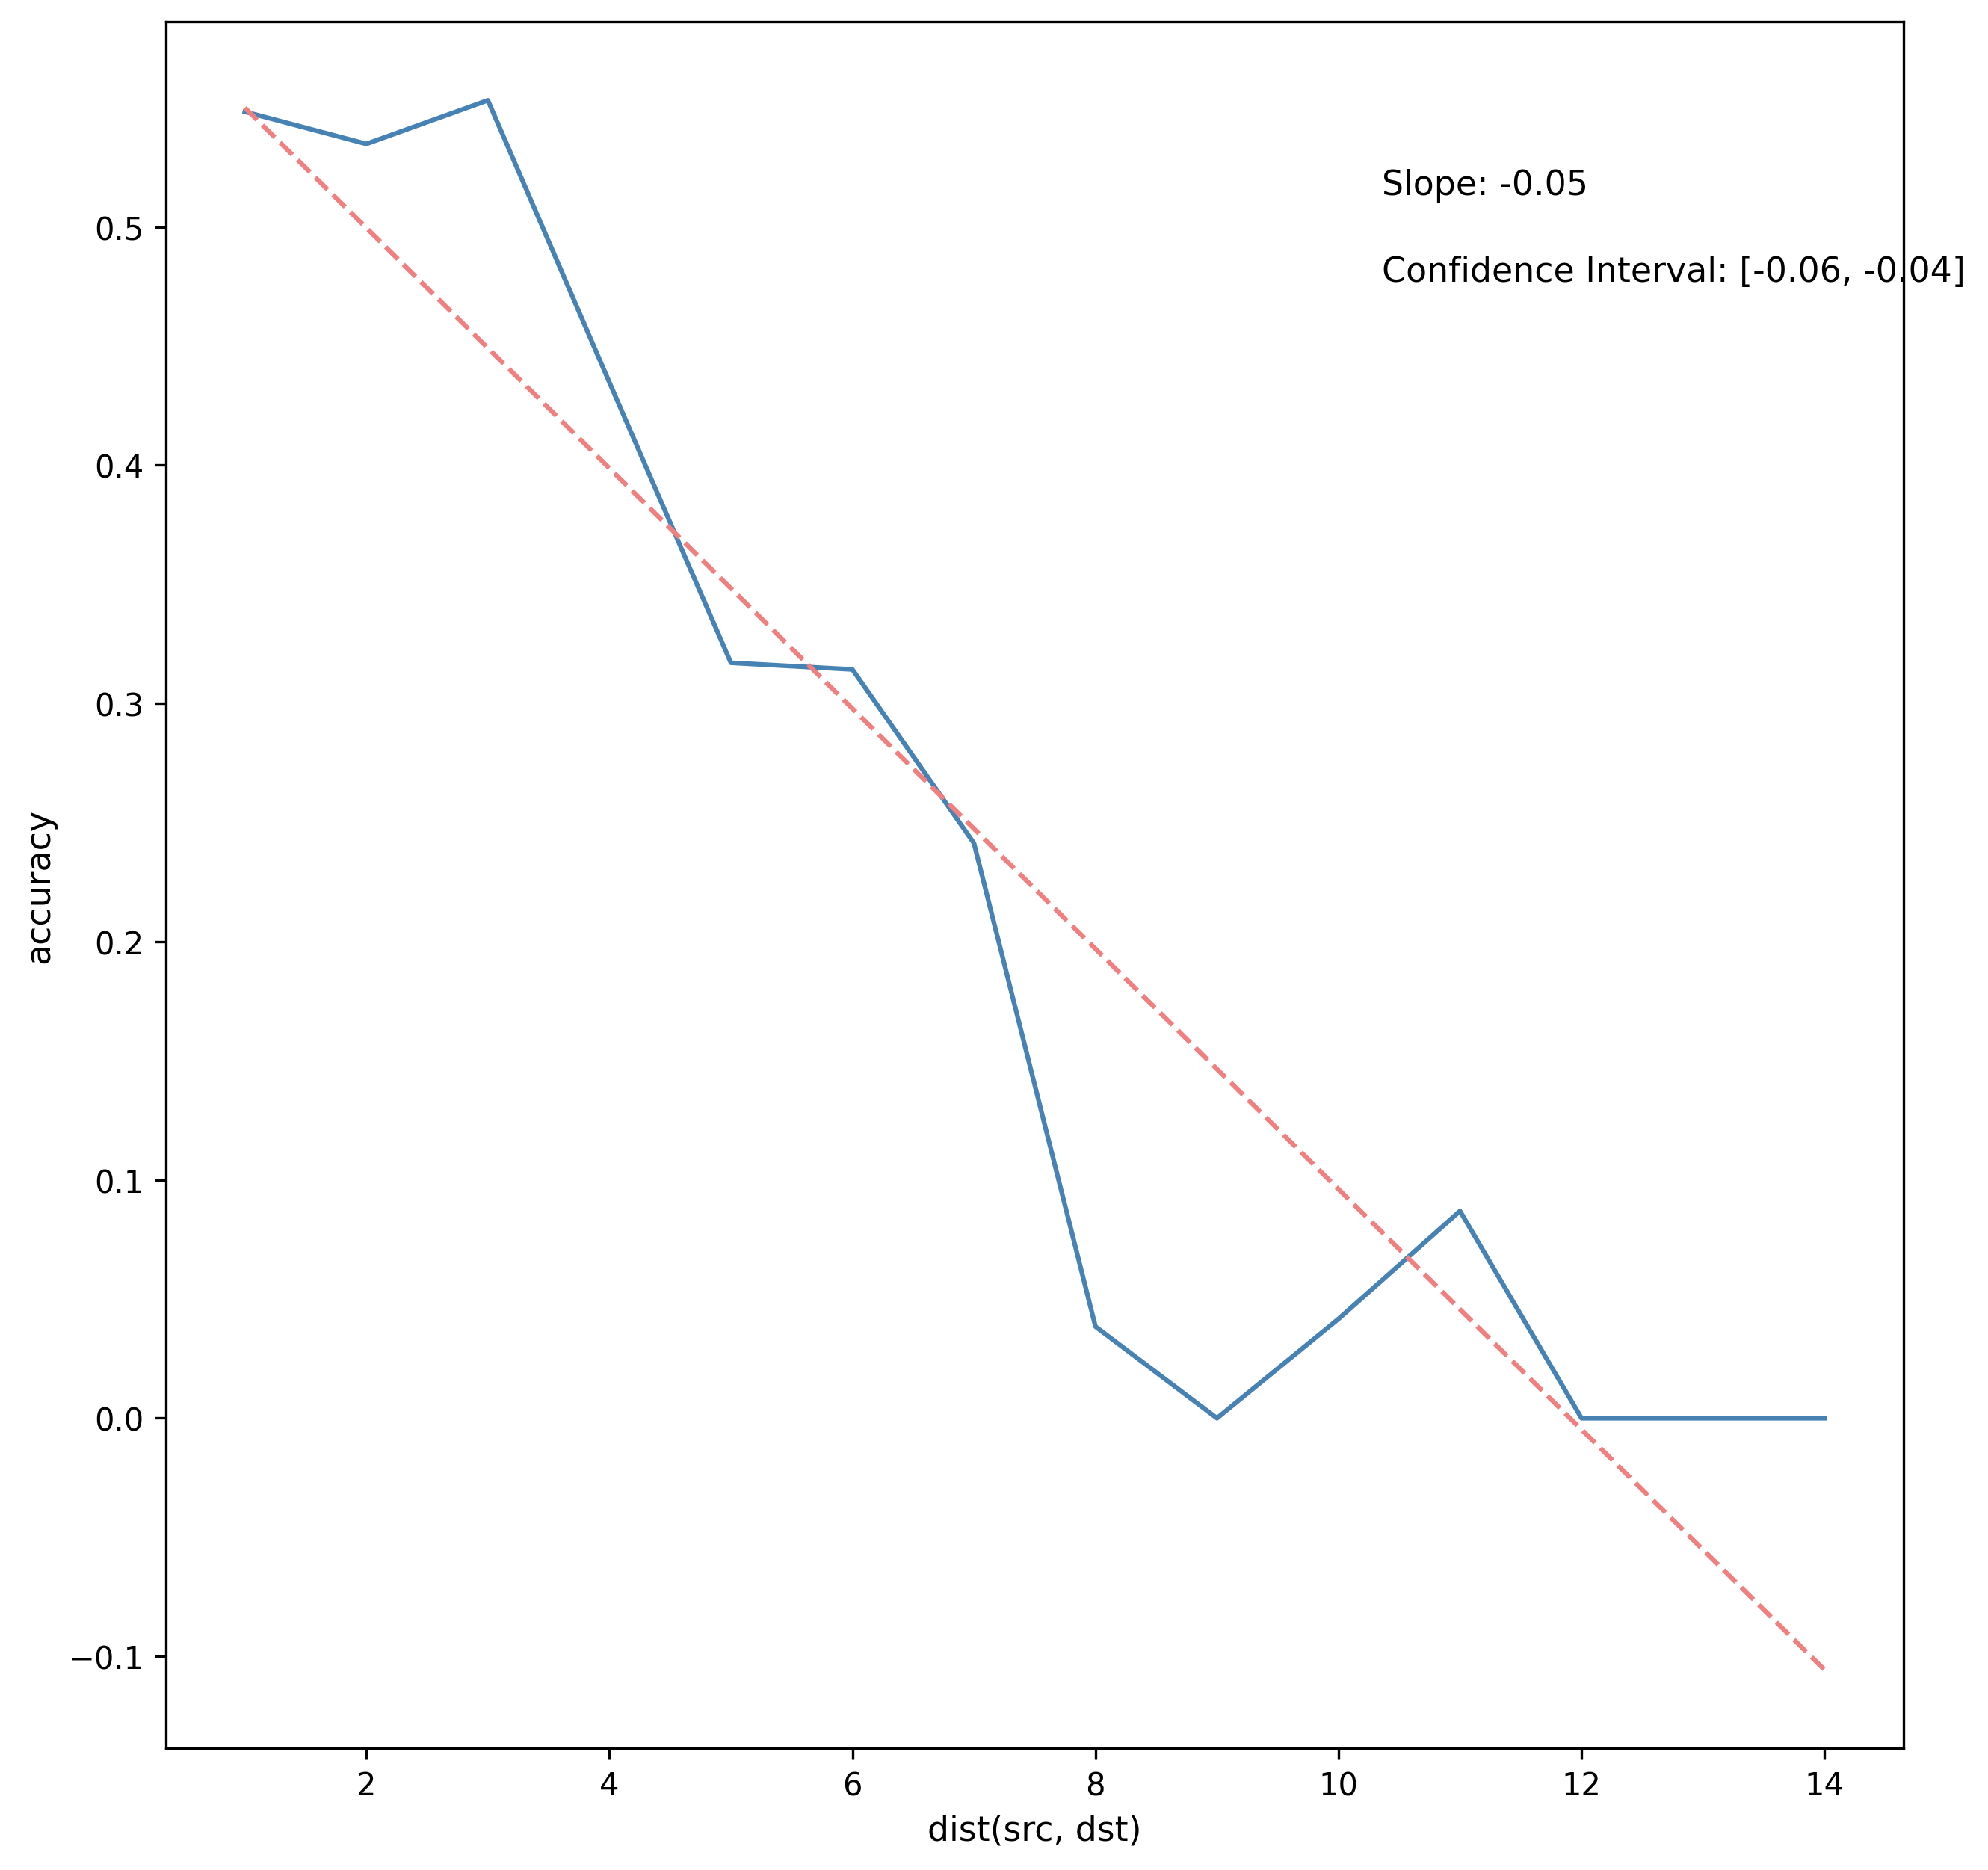 Slope: -0.05
Confidence Interval: [-0.06, -0.04]
accuracy
0.5
0.4
0.3
0.2
0.1
0.0
−0.1
2 4 6 8 10 12 14
dist(src, dst)